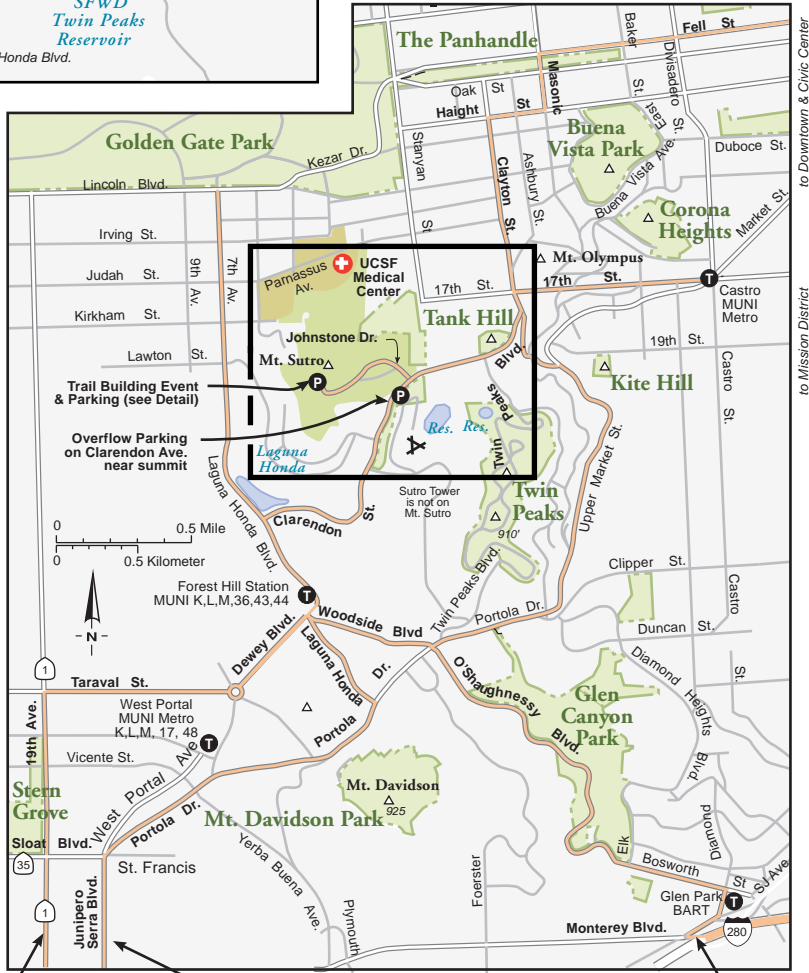 SFWD
Twin Peaks
Reservoir
Honda Blvd.
The Panhandle
Fell St
Baker
St.
Divisadero
St.
Masonic
Oak St
Haight St
East
Buena
Vista Park
Buena Vista Ave.
Duboce St.
to Downtown & Civic Center
Golden Gate Park
Kezar Dr.
Stanyan
St
Clayton St.
Ashbury St.
Lincoln Blvd.
Corona
Heights
Market St.
Irving St.
9th Av.
7th Av.
Judah St.
Kirkham St.
Lawton St.
Parnassus
Av.
UCSF
Medical
Center
Mt. Olympus
17th St.
17th St.
T
Castro
MUNI
Metro
Tank Hill
Johnstone Dr.
Mt. Sutro
P
P
19th St.
Castro St.
to Mission District
Kite Hill
Trail Building Event
& Parking (see Detail)
Overflow Parking
on Clarendon Ave.
near summit
Twin Peaks Blvd.
Res. Res.
Laguna
Honda
Laguna Honda Blvd.
Sutro Tower
is not on
Mt. Sutro
Twin
Peaks
910'
Upper Market St.
Clarendon St.
0 0.5 Mile
0 0.5 Kilometer
N
Forest Hill Station
MUNI K,L,M,36,43,44
T
Twin Peaks Blvd.
Clipper St.
Castro
St.
Duncan St.
Portola Dr.
Woodside Blvd
Dewey Blvd.
Laguna Honda
Portola Dr.
O'Shaughnessy
Blvd.
Diamond Heights
Blvd.
Glen
Canyon
Park
1
Taraval St.
19th Ave.
West Portal
MUNI Metro
K,L,M, 17, 48
T
Vicente St.
West Portal Ave
Stern
Grove
Portola Dr.
Mt. Davidson
925
Mt. Davidson Park
Sloat Blvd.
35
St. Francis
Yerba Buena Ave.
Plymouth
Foerster
Elk
Diamond
Bosworth St
SJ Ave.
Glen Park
BART
T
280
Monterey Blvd.
1
Junipero
Serra Blvd.